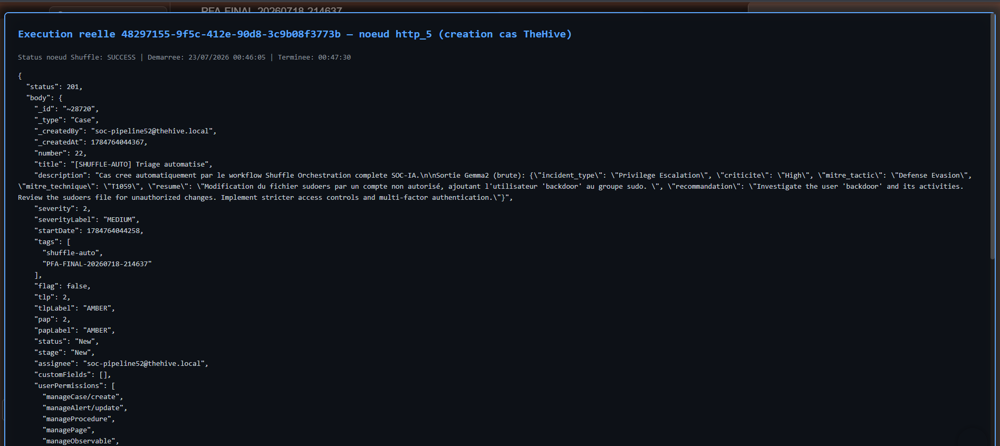 PFA-FINAL-20260718-214637
Execution reelle 48297155-9f5c-412e-90d8-3c9b08f3773b — noeud http_5 (creation cas TheHive)
Status noeud Shuffle: SUCCESS | Demarree: 23/07/2026 00:46:05 | Terminee: 00:47:30
{
"status": 201,
"body": {
"_id": "~28720",
"_type": "Case",
"_createdBy": "soc-pipeline52@thehive.local",
"_createdAt": 1784764044367,
"number": 22,
"title": "[SHUFFLE-AUTO] Triage automatise",
"description": "Cas cree automatiquement par le workflow Shuffle Orchestration complete SOC-IA.\n\nSortie Gemma2 (brute): {\"incident_type\": \"Privilege Escalation\", \"criticite\": \"High\", \"mitre_tactic\": \"Defense Evasion\",
\"mitre_technique\": \"T1059\", \"resume\": \"Modification du fichier sudoers par un compte non autorisé, ajoutant l'utilisateur 'backdoor' au groupe sudo. \", \"recommandation\": \"Investigate the user 'backdoor' and its activities.
Review the sudoers file for unauthorized changes. Implement stricter access controls and multi-factor authentication.\"}",
"severity": 2,
"severityLabel": "MEDIUM",
"startDate": 1784764044258,
"tags": [
"shuffle-auto",
"PFA-FINAL-20260718-214637"
],
"flag": false,
"tlp": 2,
"tlpLabel": "AMBER",
"pap": 2,
"papLabel": "AMBER",
"status": "New",
"stage": "New",
"assignee": "soc-pipeline52@thehive.local",
"customFields": [],
"userPermissions": [
"manageCase/create",
"manageAlert/update",
"manageProcedure",
"managePage",
"manageObservable",